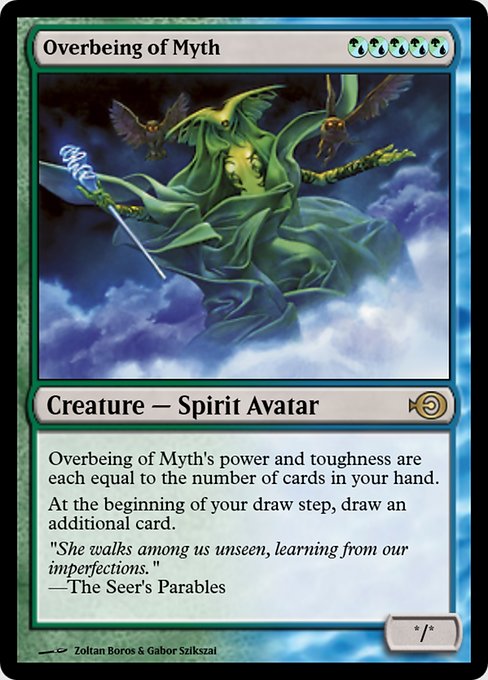 Overbeing of Myth
Creature — Spirit Avatar
Overbeing of Myth's power and toughness are
each equal to the number of cards in your hand.
At the beginning of your draw step, draw an
additional card.
"She walks among us unseen, learning from our
imperfections."
—The Seer's Parables
*/*
Zoltan Boros & Gabor Szikszai